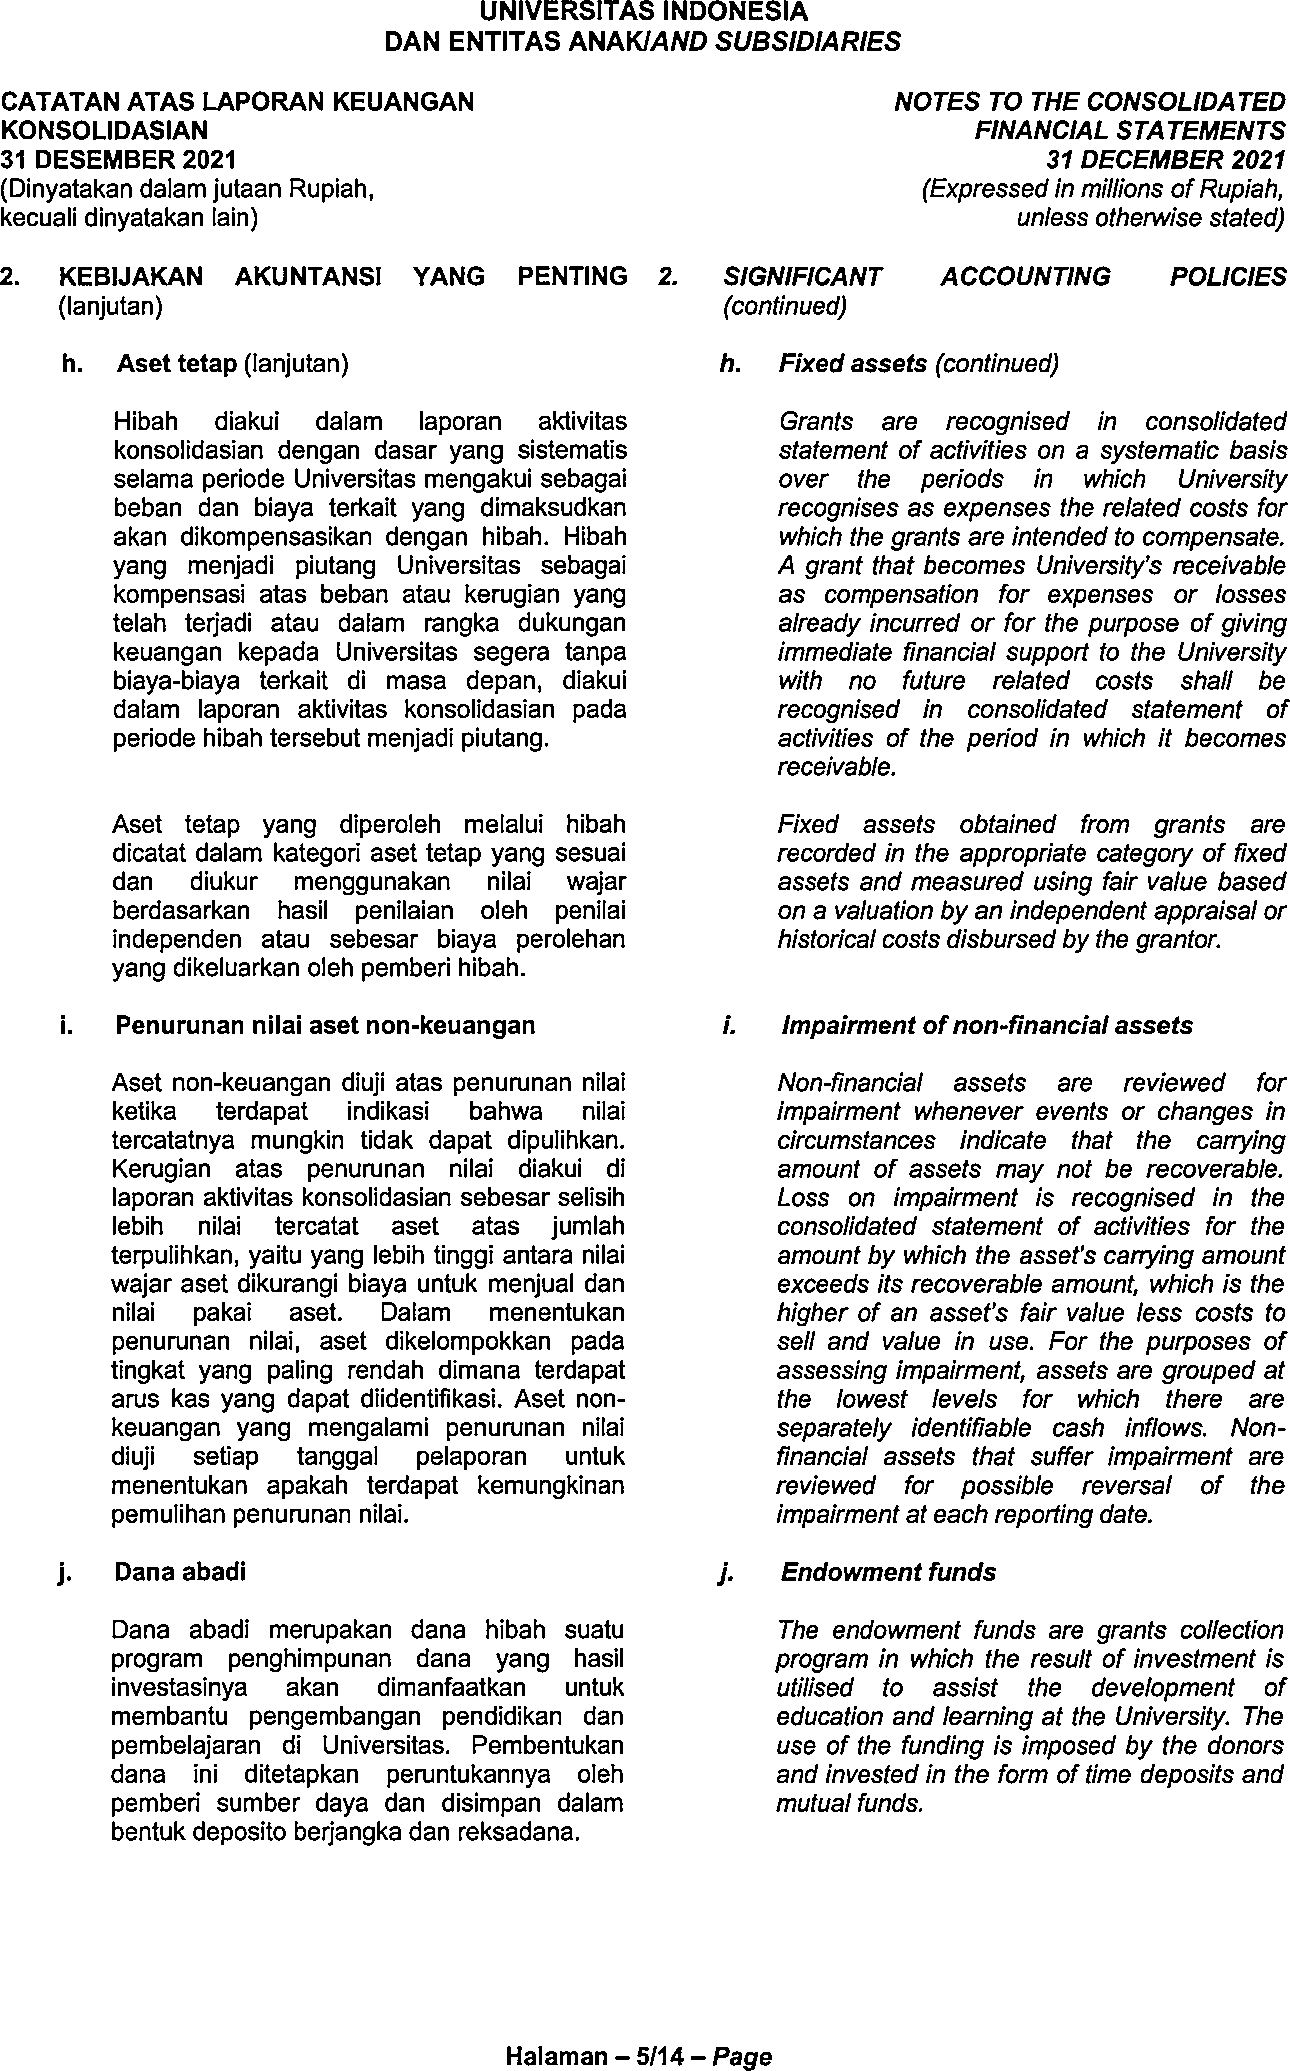 UNIVERSITAS INDONESIA
DAN ENTITAS ANAK/AND SUBSIDIARIES
CATATAN ATAS LAPORAN KEUANGAN
KONSOLIDASIAN
31 DESEMBER 2021
(Dinyatakan dalam jutaan Rupiah,
kecuali dinyatakan lain)
NOTES TO THE CONSOLIDATED
FINANCIAL STATEMENTS
31 DECEMBER 2021
(Expressed in millions of Rupiah,
unless otherwise stated)
2. KEBIJAKAN AKUNTANSI YANG PENTING
(lanjutan)
h. Aset tetap (lanjutan)
Hibah diakui dalam laporan aktivitas
konsolidasian dengan dasar yang sistematis
selama periode Universitas mengakui sebagai
beban dan biaya terkait yang dimaksudkan
akan dikompensasikan dengan hibah. Hibah
yang menjadi piutang Universitas sebagai
kompensasi atas beban atau kerugian yang
telah terjadi atau dalam rangka dukungan
keuangan kepada Universitas segera tanpa
biaya-biaya terkait di masa depan, diakui
dalam laporan aktivitas konsolidasian pada
periode hibah tersebut menjadi piutang.
Aset tetap yang diperoleh melalui hibah
dicatat dalam kategori aset tetap yang sesuai
dan diukur menggunakan nilai wajar
berdasarkan hasil penilaian oleh penilai
independen atau sebesar biaya perolehan
yang dikeluarkan oleh pemberi hibah.
i. Penurunan nilai aset non-keuangan
Aset non-keuangan diuji atas penurunan nilai
ketika terdapat indikasi bahwa nilai
tercatatnya mungkin tidak dapat dipulihkan.
Kerugian atas penurunan nilai diakui di
laporan aktivitas konsolidasian sebesar selisih
lebih nilai tercatat aset atas jumlah
terpulihkan, yaitu yang lebih tinggi antara nilai
wajar aset dikurangi biaya untuk menjual dan
nilai pakai aset. Dalam menentukan
penurunan nilai, aset dikelompokkan pada
tingkat yang paling rendah dimana terdapat
arus kas yang dapat diidentifikasi. Aset non-
keuangan yang mengalami penurunan nilai
diuji setiap tanggal pelaporan untuk
menentukan apakah terdapat kemungkinan
pemulihan penurunan nilai.
j. Dana abadi
Dana abadi merupakan dana hibah suatu
program penghimpunan dana yang hasil
investasinya akan dimanfaatkan untuk
membantu pengembangan pendidikan dan
pembelajaran di Universitas. Pembentukan
dana ini ditetapkan peruntukannya oleh
pemberi sumber daya dan disimpan dalam
bentuk deposito berjangka dan reksadana.
2. SIGNIFICANT ACCOUNTING POLICIES
(continued)
h. Fixed assets (continued)
Grants are recognised in consolidated
statement of activities on a systematic basis
over the periods in which University
recognises as expenses the related costs for
which the grants are intended to compensate.
A grant that becomes University's receivable
as compensation for expenses or losses
already incurred or for the purpose of giving
immediate financial support to the University
with no future related costs shall be
recognised in consolidated statement of
activities of the period in which it becomes
receivable.
Fixed assets obtained from grants are
recorded in the appropriate category of fixed
assets and measured using fair value based
on a valuation by an independent appraisal or
historical costs disbursed by the grantor.
i. Impairment of non-financial assets
Non-financial assets are reviewed for
impairment whenever events or changes in
circumstances indicate that the carrying
amount of assets may not be recoverable.
Loss on impairment is recognised in the
consolidated statement of activities for the
amount by which the asset's carrying amount
exceeds its recoverable amount, which is the
higher of an asset's fair value less costs to
sell and value in use. For the purposes of
assessing impairment, assets are grouped at
the lowest levels for which there are
separately identifiable cash inflows. Non-
financial assets that suffer impairment are
reviewed for possible reversal of the
impairment at each reporting date.
j. Endowment funds
The endowment funds are grants collection
program in which the result of investment is
utilised to assist the development of
education and learning at the University. The
use of the funding is imposed by the donors
and invested in the form of time deposits and
mutual funds.
Halaman – 5/14 – Page